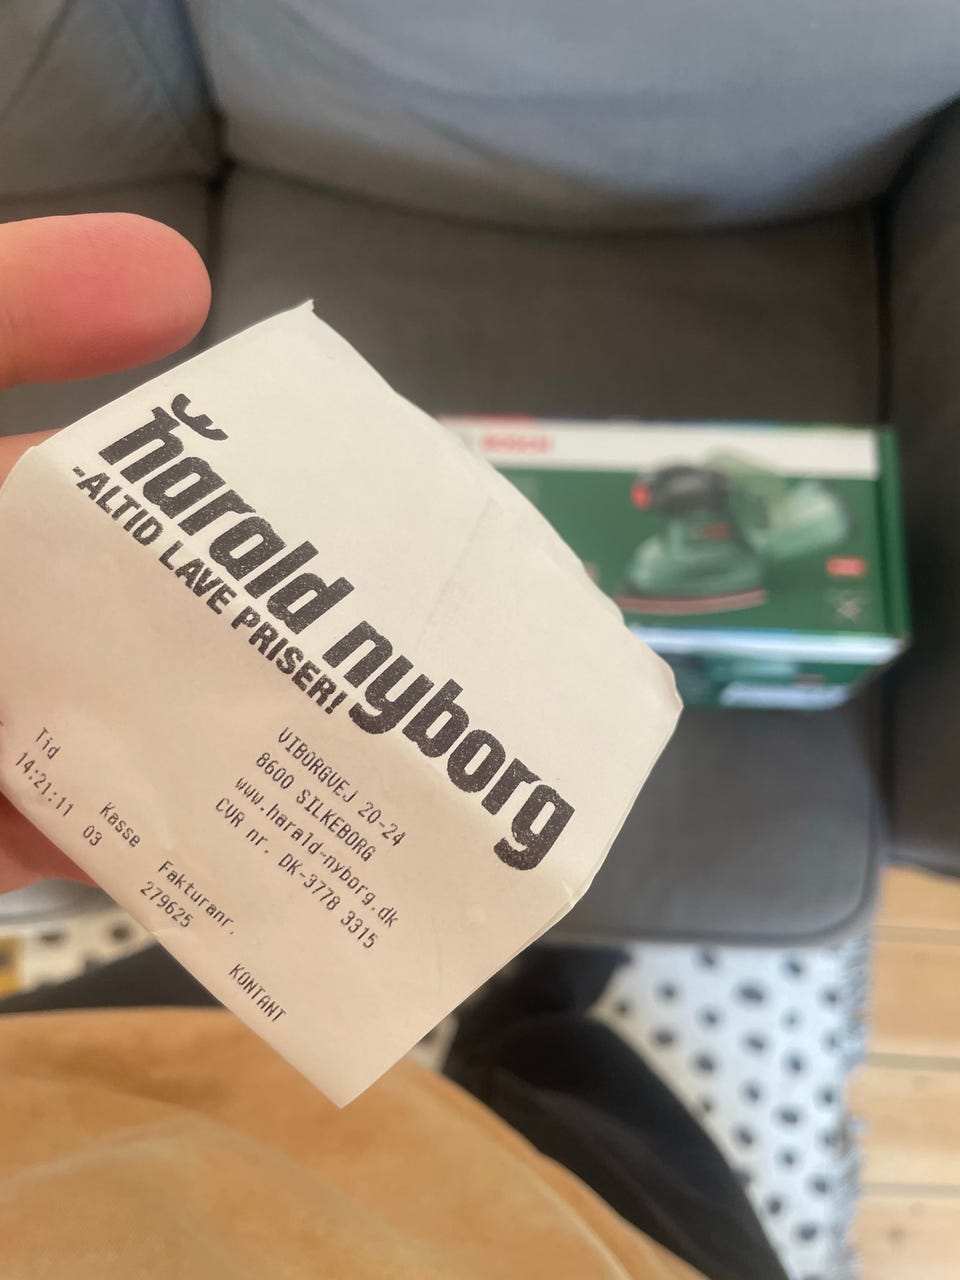 harald nyborg
-ALTID LAVE PRISER!
VIBORGVEJ 20-24
8600 SILKEBORG
www.harald-nyborg.dk
CVR nr. DK-3778 3315
Tid Kasse Fakturanr.
14:21:11 03 279625
KONTANT
BOSCH